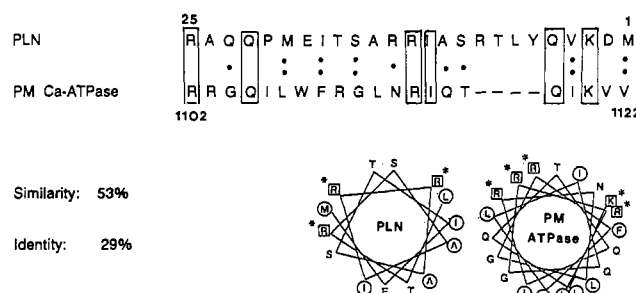 25 1
PLN R A Q Q P M E I T S A R R I A S R T L Y Q V K D M
PM Ca-ATPase R R G Q I L W F R G L N R I Q T - - - - Q I K V V
1102 1122
Similarity: 53%
Identity: 29%
T S
* R R *
M L
* R I
PLN
S
I T
* R * R * R T I
* R N
K *
R *
L F
PM
ATPase
Q Q
G Q
G L